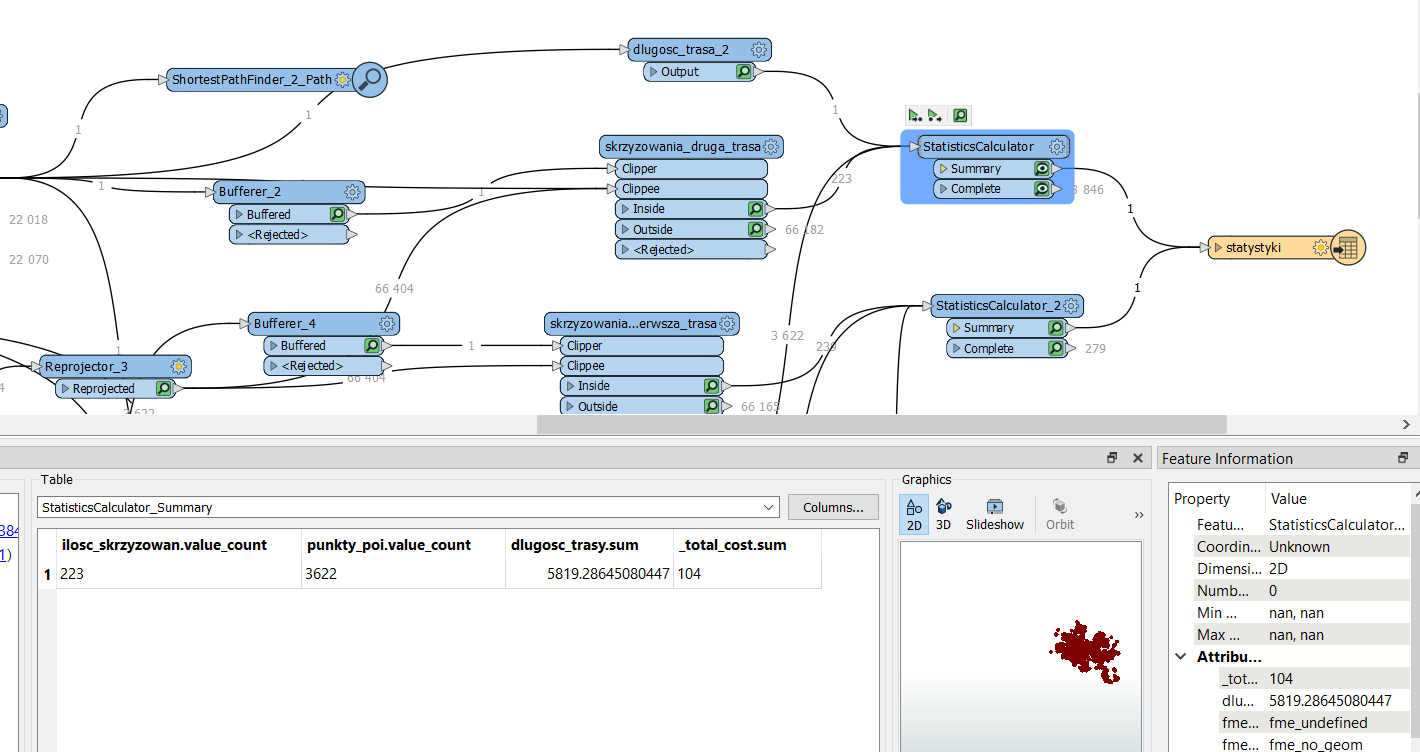 dlugosc_trasa_2
Output
ShortestPathFinder_2_Path
1
1
1
1
skrzyzowania_druga_trasa
Clipper
Clippee
Inside
Outside
<Rejected>
66 182
223
StatisticsCalculator
Summary
Complete
3 846
1
1
Bufferer_2
Buffered
<Rejected>
1
22 018
22 070
statystyki
66 404
Bufferer_4
Buffered
<Rejected>
1
66 404
skrzyzowania...erwsza_trasa
Clipper
Clippee
Inside
Outside
66 165
3 622
239
StatisticsCalculator_2
Summary
Complete
279
1
Reprojector_3
Reprojected
3 622
Table
StatisticsCalculator_Summary
Columns...
ilosc_skrzyzowan.value_count punkty_poi.value_count dlugosc_trasy.sum _total_cost.sum
1 223 3622 5819.28645080447 104
Graphics
2D
3D
Slideshow
Orbit
Feature Information
Property Value
Featu... StatisticsCalculator...
Coordin... Unknown
Dimensi... 2D
Numb... 0
Min ... nan, nan
Max ... nan, nan
Attribu...
_tot... 104
dlu... 5819.28645080447
fme... fme_undefined
fme... fme_no_geom